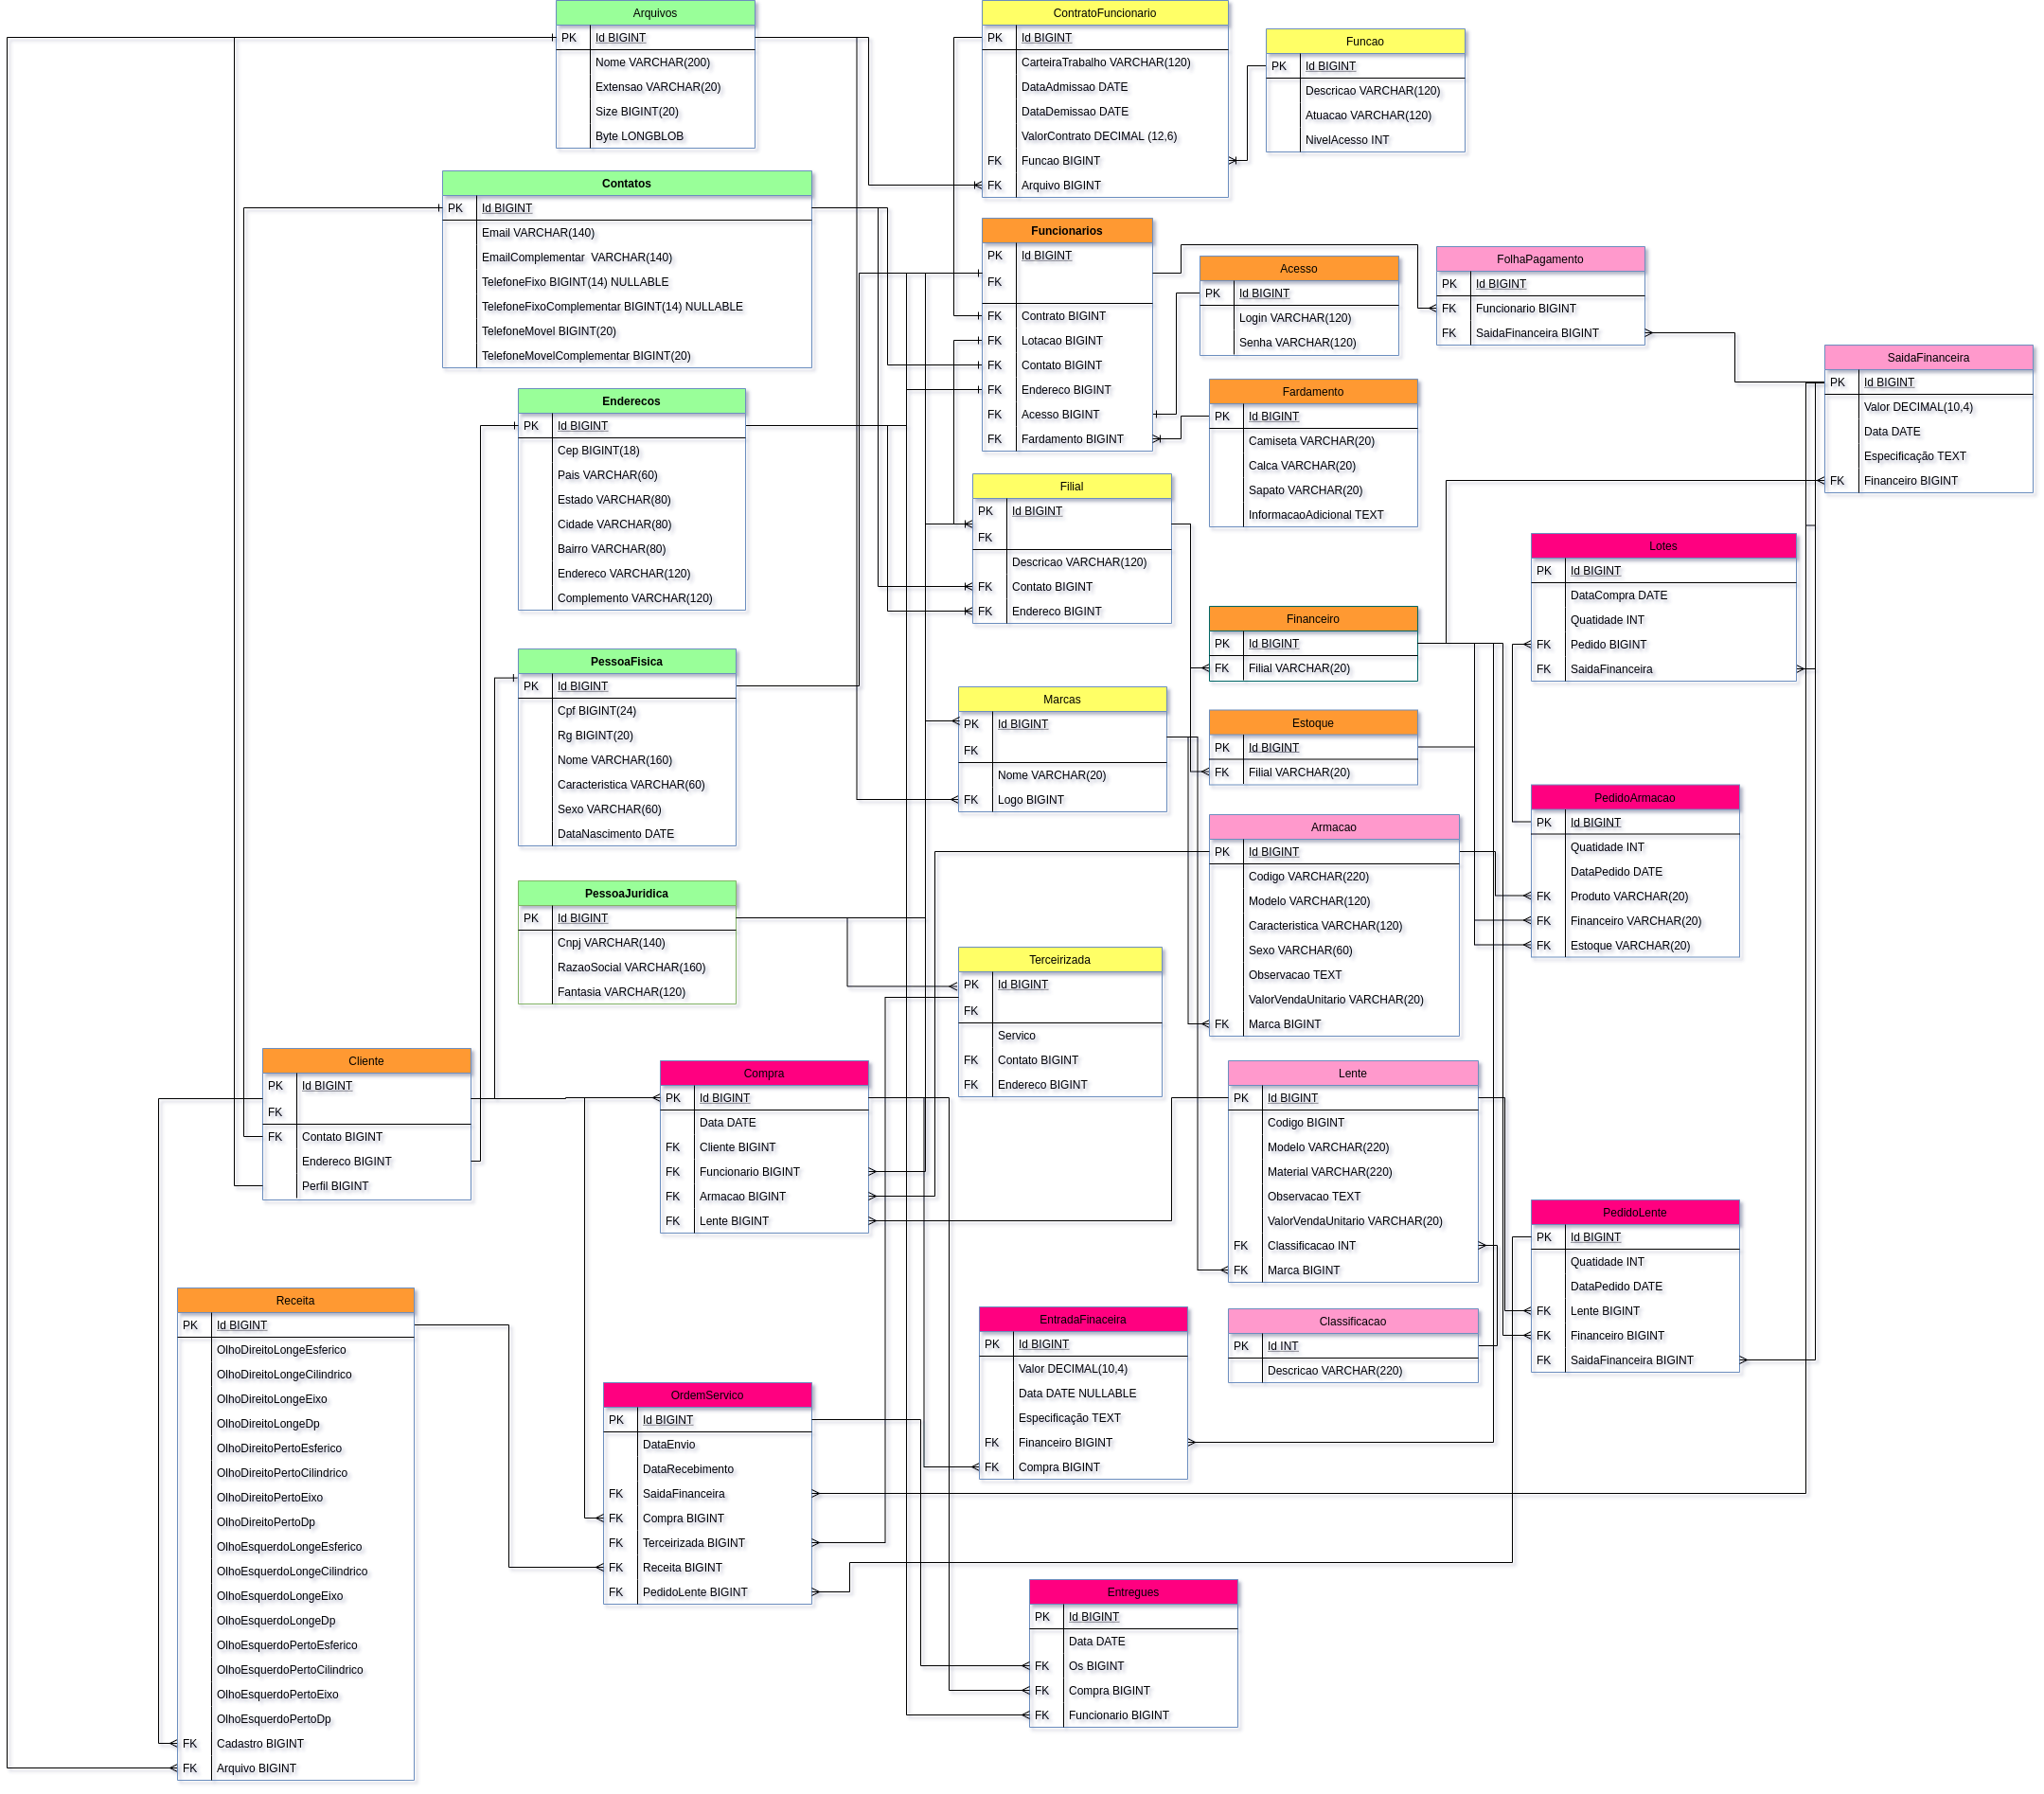 Arquivos
PK Id BIGINT
Nome VARCHAR(200)
Extensao VARCHAR(20)
Size BIGINT(20)
Byte LONGBLOB
ContratoFuncionario
PK Id BIGINT
CarteiraTrabalho VARCHAR(120)
DataAdmissao DATE
DataDemissao DATE
ValorContrato DECIMAL (12,6)
FK Funcao BIGINT
FK Arquivo BIGINT
Funcao
PK Id BIGINT
Descricao VARCHAR(120)
Atuacao VARCHAR(120)
NivelAcesso INT
Contatos
PK Id BIGINT
Email VARCHAR(140)
EmailComplementar VARCHAR(140)
TelefoneFixo BIGINT(14) NULLABLE
TelefoneFixoComplementar BIGINT(14) NULLABLE
TelefoneMovel BIGINT(20)
TelefoneMovelComplementar BIGINT(20)
Funcionarios
PK Id BIGINT
FK
FK Contrato BIGINT
FK Lotacao BIGINT
FK Contato BIGINT
FK Endereco BIGINT
FK Acesso BIGINT
FK Fardamento BIGINT
Acesso
PK Id BIGINT
Login VARCHAR(120)
Senha VARCHAR(120)
FolhaPagamento
PK Id BIGINT
FK Funcionario BIGINT
FK SaidaFinanceira BIGINT
SaidaFinanceira
PK Id BIGINT
Valor DECIMAL(10,4)
Data DATE
Especificação TEXT
FK Financeiro BIGINT
Enderecos
PK Id BIGINT
Cep BIGINT(18)
Pais VARCHAR(60)
Estado VARCHAR(80)
Cidade VARCHAR(80)
Bairro VARCHAR(80)
Endereco VARCHAR(120)
Complemento VARCHAR(120)
Fardamento
PK Id BIGINT
Camiseta VARCHAR(20)
Calca VARCHAR(20)
Sapato VARCHAR(20)
InformacaoAdicional TEXT
Filial
PK Id BIGINT
FK
Descricao VARCHAR(120)
FK Contato BIGINT
FK Endereco BIGINT
Lotes
PK Id BIGINT
DataCompra DATE
Quatidade INT
FK Pedido BIGINT
FK SaidaFinanceira
Financeiro
PK Id BIGINT
FK Filial VARCHAR(20)
PessoaFisica
PK Id BIGINT
Cpf BIGINT(24)
Rg BIGINT(20)
Nome VARCHAR(160)
Caracteristica VARCHAR(60)
Sexo VARCHAR(60)
DataNascimento DATE
Marcas
PK Id BIGINT
FK
Nome VARCHAR(20)
FK Logo BIGINT
Estoque
PK Id BIGINT
FK Filial VARCHAR(20)
PedidoArmacao
PK Id BIGINT
Quatidade INT
DataPedido DATE
FK Produto VARCHAR(20)
FK Financeiro VARCHAR(20)
FK Estoque VARCHAR(20)
Armacao
PK Id BIGINT
Codigo VARCHAR(220)
Modelo VARCHAR(120)
Caracteristica VARCHAR(120)
Sexo VARCHAR(60)
Observacao TEXT
ValorVendaUnitario VARCHAR(20)
FK Marca BIGINT
PessoaJuridica
PK Id BIGINT
Cnpj VARCHAR(140)
RazaoSocial VARCHAR(160)
Fantasia VARCHAR(120)
Terceirizada
PK Id BIGINT
FK
Servico
FK Contato BIGINT
FK Endereco BIGINT
Cliente
PK Id BIGINT
FK
FK Contato BIGINT
Endereco BIGINT
Perfil BIGINT
Compra
PK Id BIGINT
Data DATE
FK Cliente BIGINT
FK Funcionario BIGINT
FK Armacao BIGINT
FK Lente BIGINT
Lente
PK Id BIGINT
Codigo BIGINT
Modelo VARCHAR(220)
Material VARCHAR(220)
Observacao TEXT
ValorVendaUnitario VARCHAR(20)
FK Classificacao INT
FK Marca BIGINT
PedidoLente
PK Id BIGINT
Quatidade INT
DataPedido DATE
FK Lente BIGINT
FK Financeiro BIGINT
FK SaidaFinanceira BIGINT
Receita
PK Id BIGINT
OlhoDireitoLongeEsferico
OlhoDireitoLongeCilindrico
OlhoDireitoLongeEixo
OlhoDireitoLongeDp
OlhoDireitoPertoEsferico
OlhoDireitoPertoCilindrico
OlhoDireitoPertoEixo
OlhoDireitoPertoDp
OlhoEsquerdoLongeEsferico
OlhoEsquerdoLongeCilindrico
OlhoEsquerdoLongeEixo
OlhoEsquerdoLongeDp
OlhoEsquerdoPertoEsferico
OlhoEsquerdoPertoCilindrico
OlhoEsquerdoPertoEixo
OlhoEsquerdoPertoDp
FK Cadastro BIGINT
FK Arquivo BIGINT
EntradaFinaceira
PK Id BIGINT
Valor DECIMAL(10,4)
Data DATE NULLABLE
Especificação TEXT
FK Financeiro BIGINT
FK Compra BIGINT
Classificacao
PK Id INT
Descricao VARCHAR(220)
OrdemServico
PK Id BIGINT
DataEnvio
DataRecebimento
FK SaidaFinanceira
FK Compra BIGINT
FK Terceirizada BIGINT
FK Receita BIGINT
FK PedidoLente BIGINT
Entregues
PK Id BIGINT
Data DATE
FK Os BIGINT
FK Compra BIGINT
FK Funcionario BIGINT